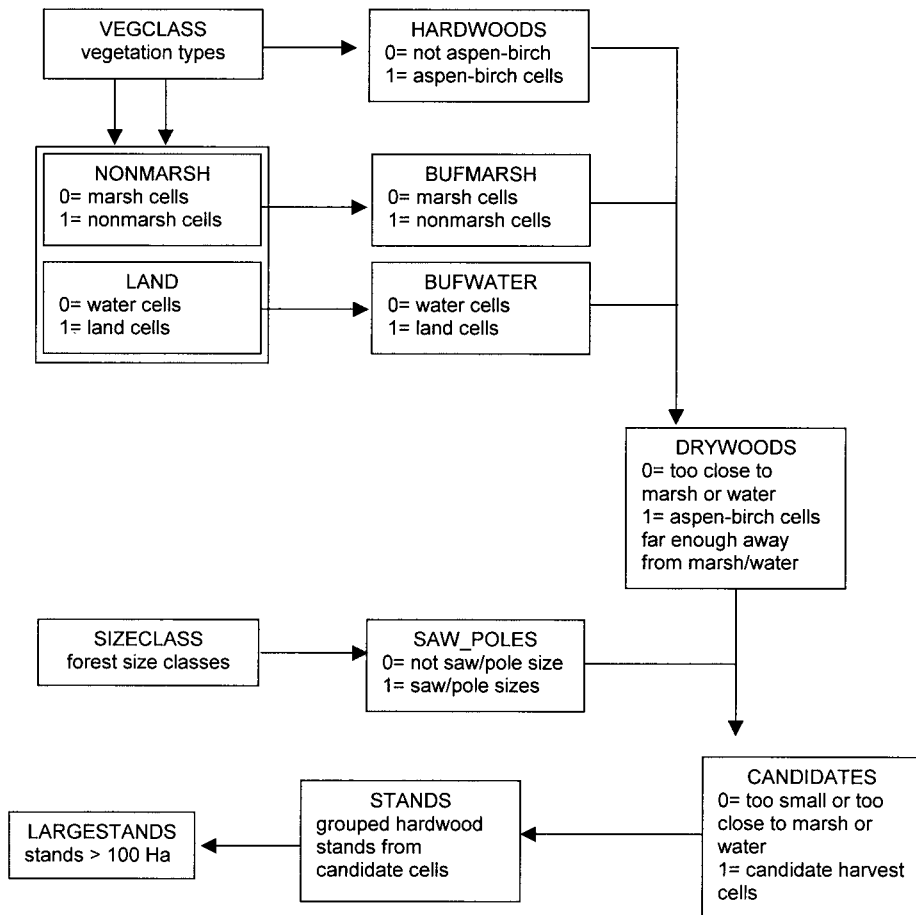 VEGCLASS
vegetation types
HARDWOODS
0= not aspen-birch
1= aspen-birch cells
NONMARSH
0= marsh cells
1= nonmarsh cells
BUFMARSH
0= marsh cells
1= nonmarsh cells
LAND
0= water cells
1= land cells
BUFWATER
0= water cells
1= land cells
DRYWOODS
0= too close to
marsh or water
1= aspen-birch cells
far enough away
from marsh/water
SIZECLASS
forest size classes
SAW_POLES
0= not saw/pole size
1= saw/pole sizes
CANDIDATES
0= too small or too
close to marsh or
water
1= candidate harvest
cells
STANDS
grouped hardwood
stands from
candidate cells
LARGESTANDS
stands > 100 Ha